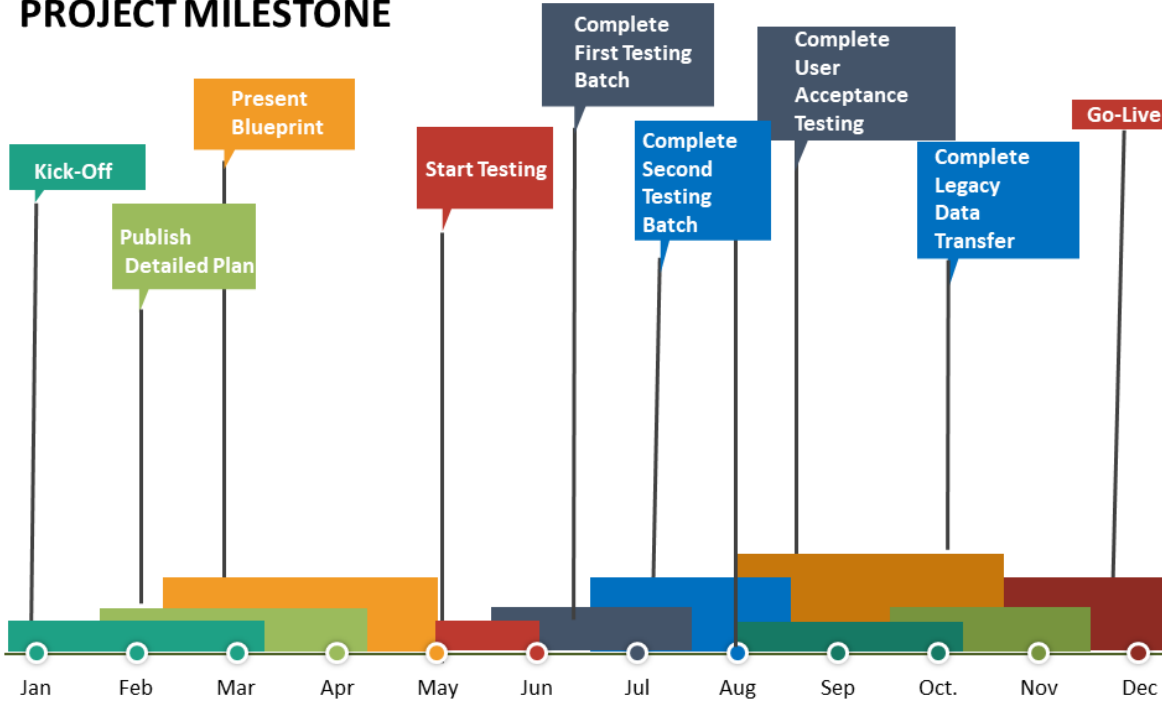 PROJECT MILESTONE
Kick-Off
Publish
Detailed Plan
Present
Blueprint
Start Testing
Complete
First Testing
Batch
Complete
Second
Testing
Batch
Complete
User
Acceptance
Testing
Complete
Legacy
Data
Transfer
Go-Live
Jan Feb Mar Apr May Jun Jul Aug Sep Oct. Nov Dec